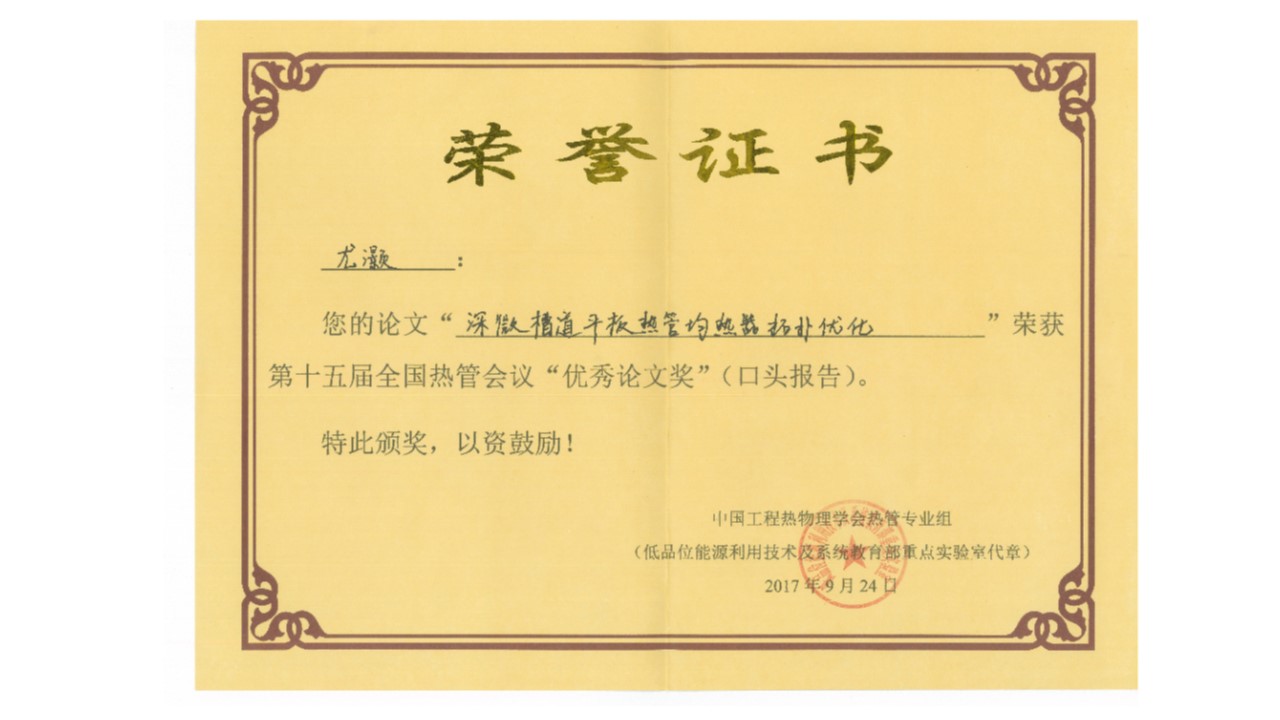 荣誉证书
尤灏：
您的论文“深微槽道平板热管均热器拓扑优化”荣获
第十五届全国热管会议“优秀论文奖”（口头报告）。
特此颁奖，以资鼓励！
中国工程热物理学会热管专业组
（低品位能源利用技术及系统教育部重点实验室代章）
2017年9月24日